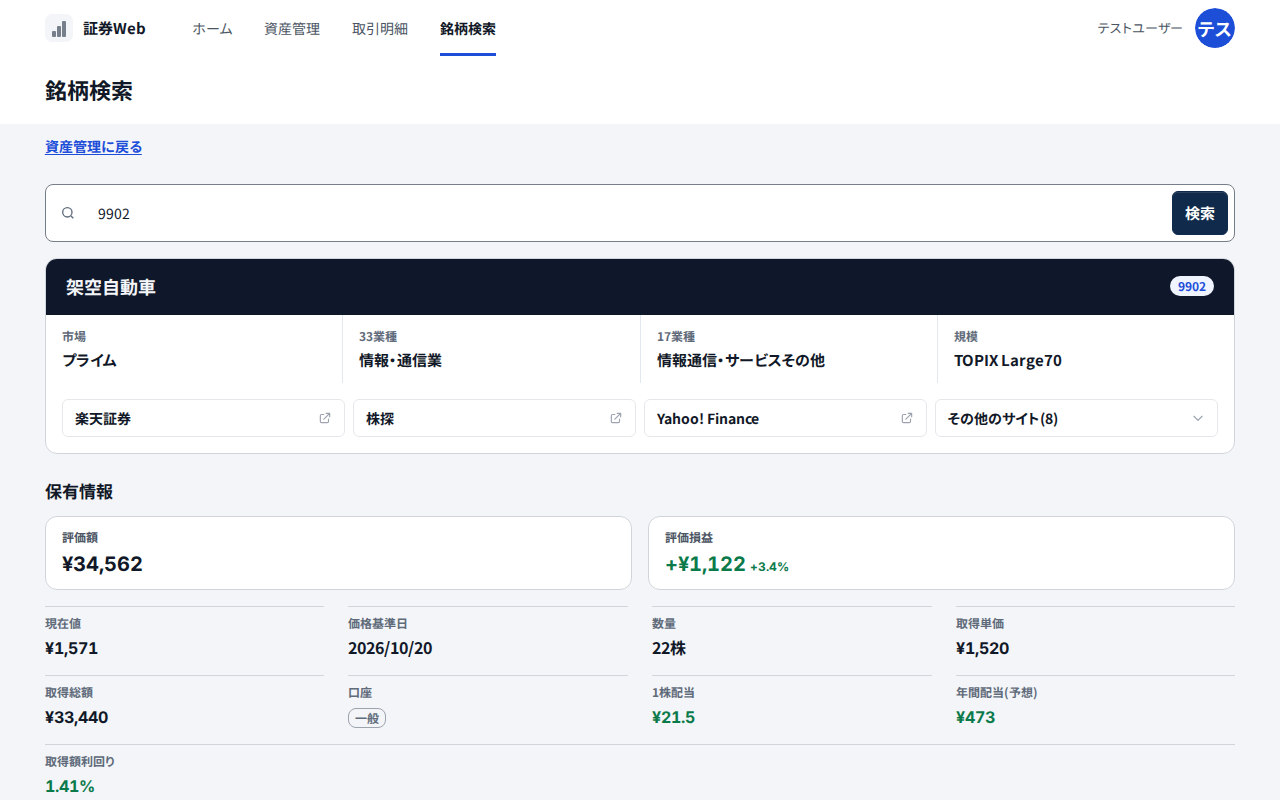 証券Web
ホーム
資産管理
取引明細
銘柄検索
テストユーザー
テス
銘柄検索
資産管理に戻る
9902
検索
架空自動車
9902
市場
プライム
33業種
情報・通信業
17業種
情報通信・サービスその他
規模
TOPIX Large70
楽天証券
株探
Yahoo! Finance
その他のサイト(8)
保有情報
評価額
¥34,562
評価損益
+¥1,122 +3.4%
現在値
¥1,571
価格基準日
2026/10/20
数量
22株
取得単価
¥1,520
取得総額
¥33,440
口座
一般
1株配当
¥21.5
年間配当(予想)
¥473
取得額利回り
1.41%